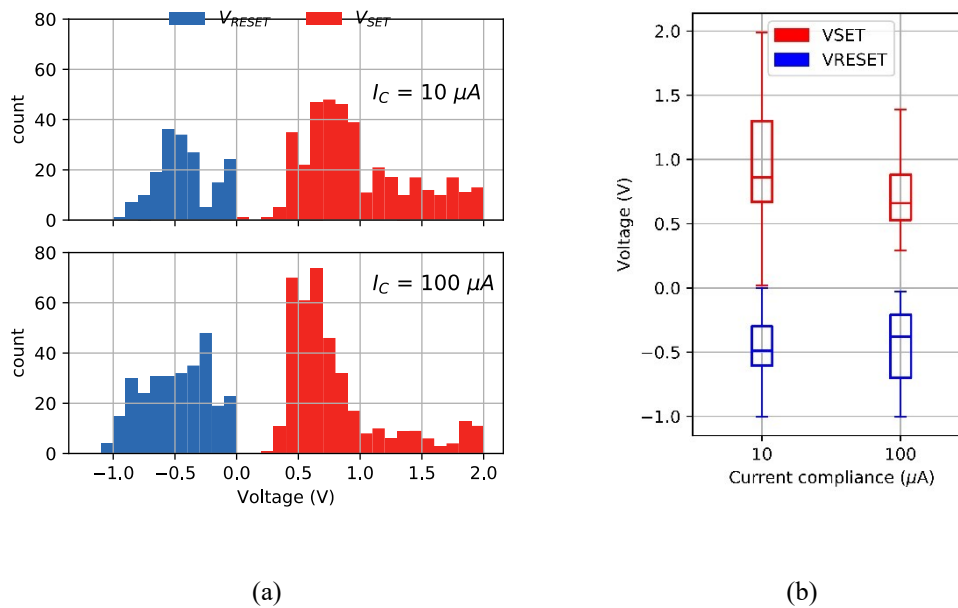 V_RESET V_SET
80
60
40
20
0
count
I_C = 10 μA
80
60
40
20
0
count
I_C = 100 μA
−1.0 −0.5 0.0 0.5 1.0 1.5 2.0
Voltage (V)
(a)
VSET
VRESET
2.0
1.5
1.0
0.5
0.0
−0.5
−1.0
Voltage (V)
10 100
Current compliance (μA)
(b)